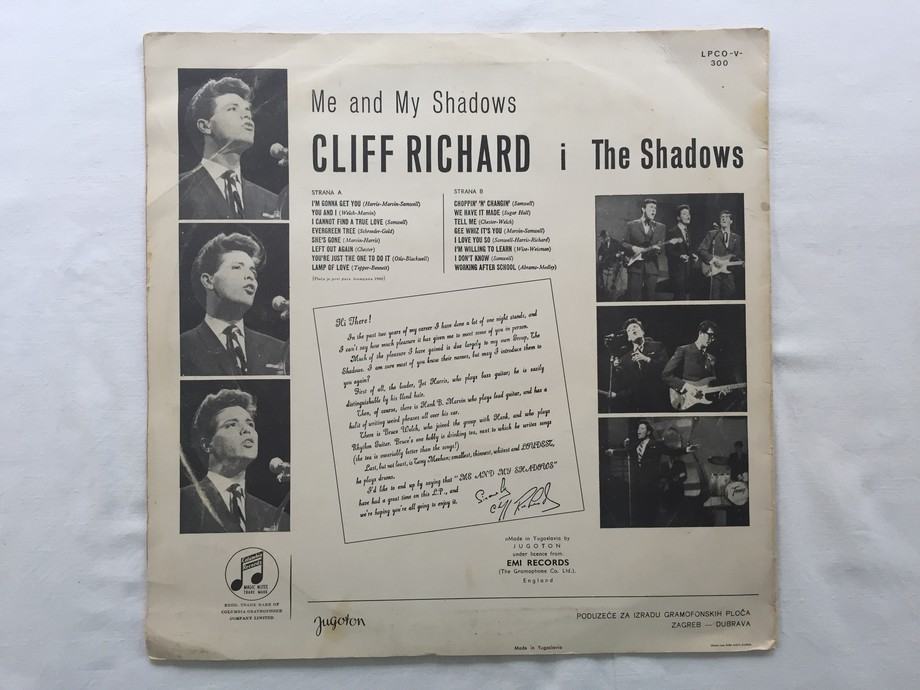 LPCO-V-
300
Me and My Shadows
CLIFF RICHARD i The Shadows
STRANA A
I'M GONNA GET YOU (Harris-Marvin-Samwell)
YOU AND I (Welch-Marvin)
I CANNOT FIND A TRUE LOVE (Samwell)
EVERGREEN TREE (Schroder-Gold)
SHE'S GONE (Marvin-Harris)
LEFT OUT AGAIN (Chester)
YOU'RE JUST THE ONE TO DO IT (Otis-Blackwell)
LAMP OF LOVE (Tepper-Bennett)
STRANA B
CHOPPIN' 'N' CHANGIN' (Samwell)
WE HAVE IT MADE (Sugar Hall)
TELL ME (Chester-Welch)
GEE WHIZ IT'S YOU (Marvin-Samwell)
I LOVE YOU SO (Samwell-Harris-Richard)
I'M WILLING TO LEARN (Wise-Weisman)
I DON'T KNOW (Samwell)
WORKING AFTER SCHOOL (Abrams-Medley)
Hi There!
In the past two years of my career I have done a lot of one night stands, and
I can't say how much pleasure it has given me to meet some of you in person.
Much of the pleasure I have gained is due largely to my own Group, The
Shadows. I am sure most of you know their names, but may I introduce them to
you again?
First of all, the leader, Jet Harris, who plays bass guitar; he is easily
distinguishable by his blond hair.
Then, of course, there is Hank B. Marvin who plays lead guitar, and has a
habit of writing weird phrases all over his car.
There is Bruce Welch, who joined the group with Hank, and who plays
Rhythm Guitar. Bruce's one hobby is drinking tea, next to which he writes songs
(the tea is invariably better than the songs!)
Last, but not least, is Tony Meehan; smallest, thinnest, whitest and LOUDEST,
he plays drums.
I'd like to end up by saying that "ME AND MY SHADOWS"
have had a great time on this L.P., and
we're hoping you're all going to enjoy it.
Sincerely
Cliff Richard
Columbia
Records
MAGIC NOTES
TRADE MARK
REGD. TRADE MARK OF
COLUMBIA GRAPHOPHONE
COMPANY LIMITED
»Made in Yugoslavia by
JUGOTON
under licence from
EMI RECORDS
(The Gramophone Co. Ltd.),
England
Jugoton
PODUZEĆE ZA IZRADU GRAMOFONSKIH PLOČA
ZAGREB — DUBRAVA
Made in Yugoslavia